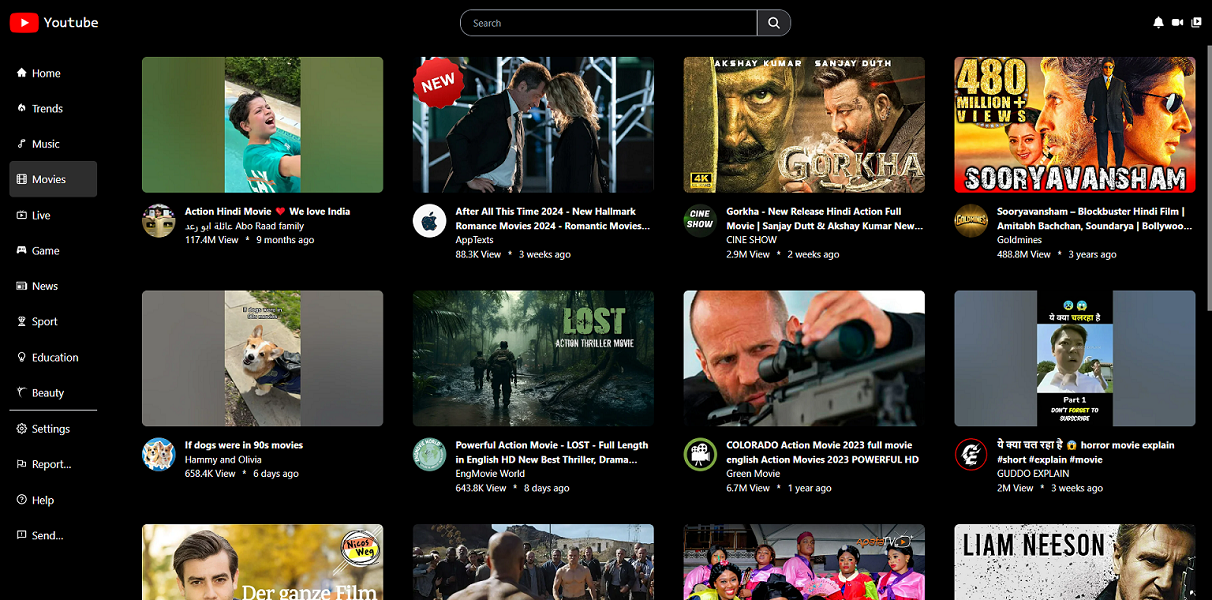 Youtube
Search
Home
Trends
Music
Movies
Live
Game
News
Sport
Education
Beauty
Settings
Report...
Help
Send...
Action Hindi Movie ❤️ We love India
عائلة ابو رعد Abo Raad family
117.4M View * 9 months ago
NEW
After All This Time 2024 - New Hallmark
Romance Movies 2024 - Romantic Movies...
AppTexts
88.3K View * 3 weeks ago
AKSHAY KUMAR SANJAY DUTH
GORKHA
4K
CINE
SHOW
Gorkha - New Release Hindi Action Full
Movie | Sanjay Dutt & Akshay Kumar New...
CINE SHOW
2.9M View * 2 weeks ago
480
MILLION +
VIEWS
SOORYAVANSHAM
GOLDMINES
Sooryavansham – Blockbuster Hindi Film |
Amitabh Bachchan, Soundarya | Bollywoo...
Goldmines
488.8M View * 3 years ago
If dogs were in
90s movies
If dogs were in 90s movies
Hammy and Olivia
658.4K View * 6 days ago
LOST
ACTION THRILLER MOVIE
Powerful Action Movie - LOST - Full Length
in English HD New Best Thriller, Drama...
EngMovie World
643.8K View * 8 days ago
COLORADO Action Movie 2023 full movie
english Action Movies 2023 POWERFUL HD
Green Movie
6.7M View * 1 year ago
😰 😱
ये क्या चलरहा है
Part 1
DON'T FORGET TO
SUBSCRIBE
ये क्या चल रहा है 😱 horror movie explain
#short #explain #movie
GUDDO EXPLAIN
2M View * 3 weeks ago
Nicos
Weg
Der ganze Film
ApateTV
LIAM NEESON